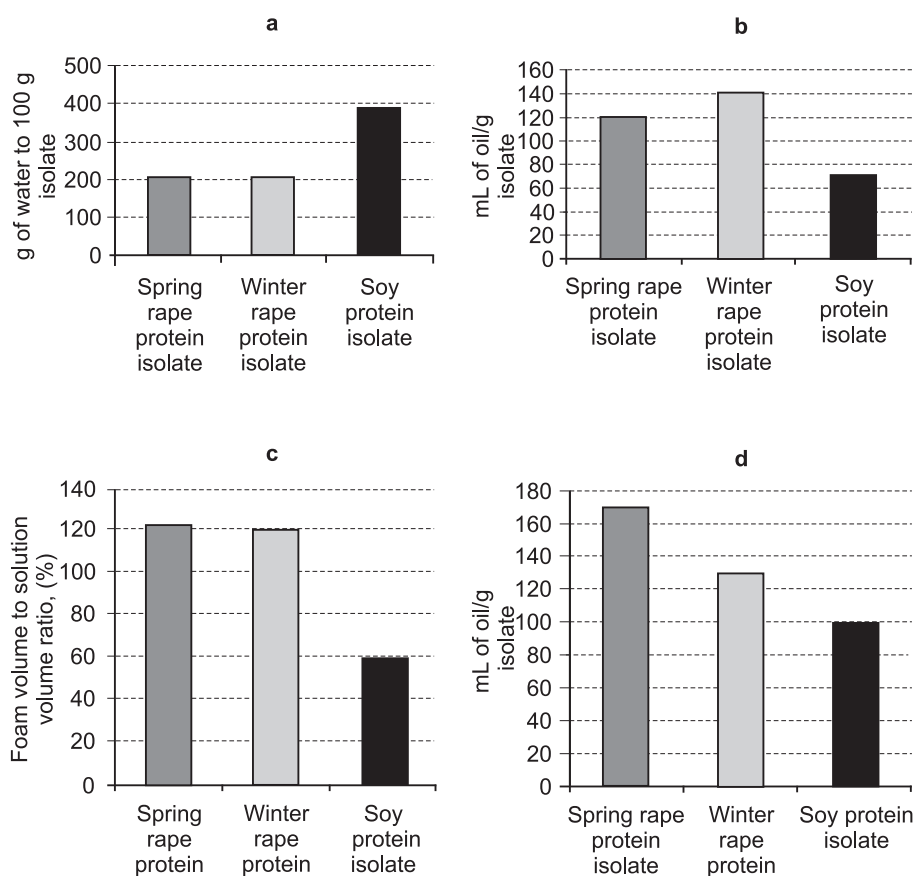 a
g of water to 100 g
isolate
500
400
300
200
100
0
Spring
rape
protein
isolate
Winter
rape
protein
isolate
Soy
protein
isolate
b
mL of oil/g
isolate
160
140
120
100
80
60
40
20
0
Spring rape
protein
isolate
Winter
rape
protein
isolate
Soy
protein
isolate
c
Foam volume to solution
volume ratio, (%)
140
120
100
80
60
40
20
0
Spring
rape
protein
Winter
rape
protein
Soy
protein
isolate
d
mL of oil/g
isolate
180
160
140
120
100
80
60
40
20
0
Spring rape
protein
isolate
Winter
rape
protein
Soy protein
isolate